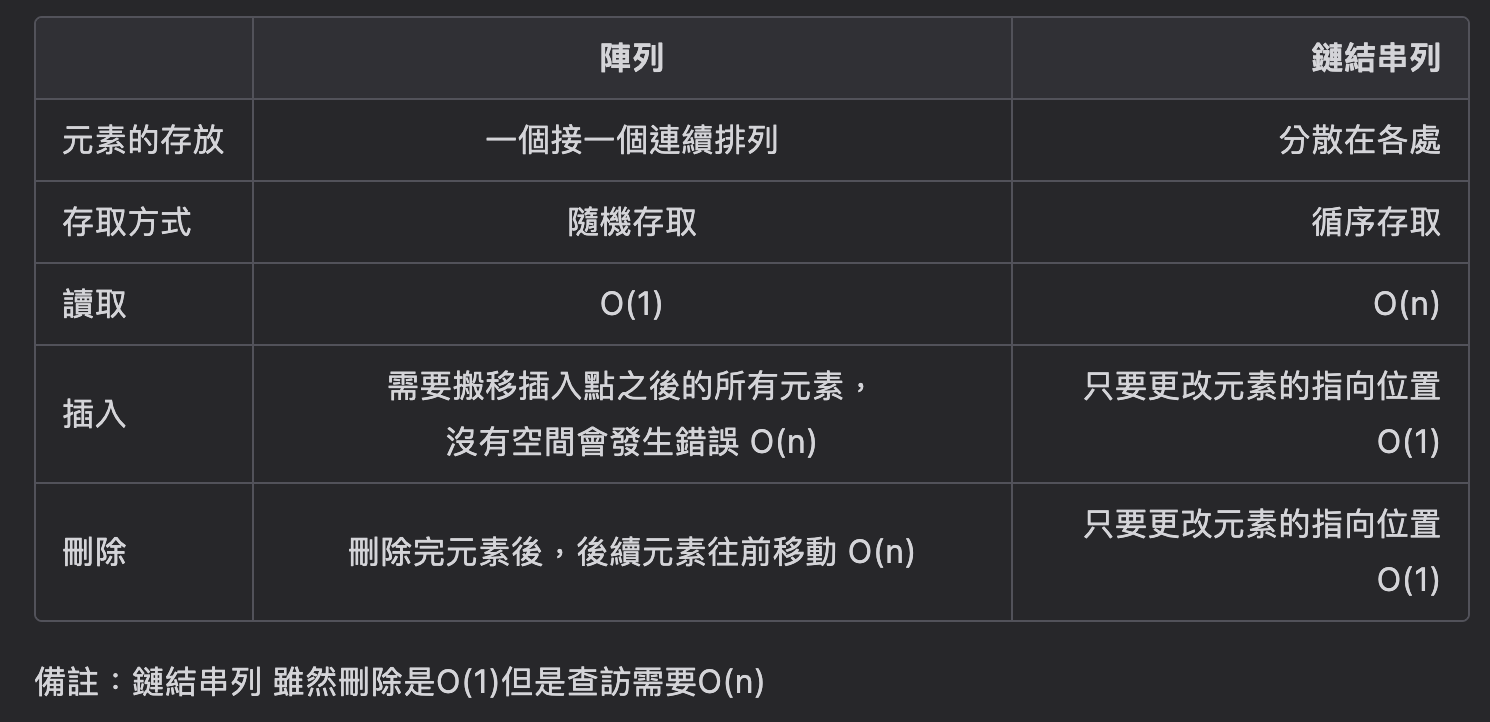 陣列
鏈結串列
元素的存放
一個接一個連續排列
分散在各處
存取方式
隨機存取
循序存取
讀取
O(1)
O(n)
插入
需要搬移插入點之後的所有元素，
沒有空間會發生錯誤 O(n)
只要更改元素的指向位置
O(1)
刪除
刪除完元素後，後續元素往前移動 O(n)
只要更改元素的指向位置
O(1)
備註：鏈結串列 雖然刪除是O(1)但是查訪需要O(n)